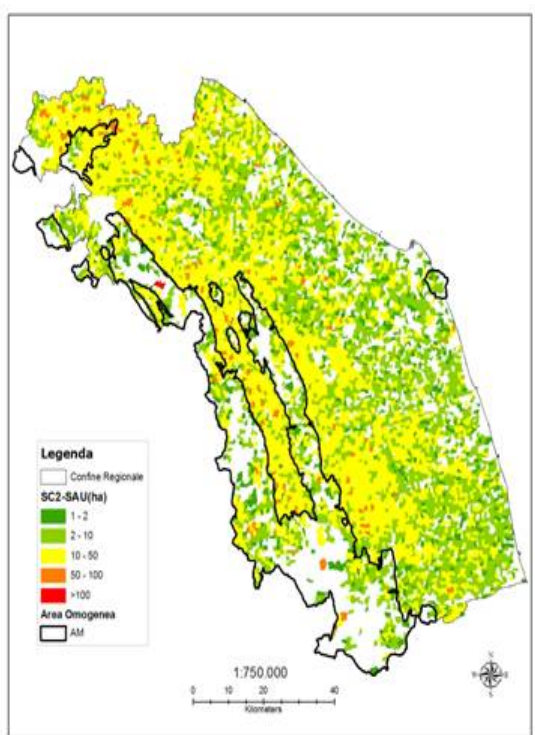 Legenda
Confine Regionale
SC2-SAU(ha)
1 - 2
2 - 10
10 - 50
50 - 100
>100
Area Omogenea
AM
1:750.000
0 10 20 40
Kilometers